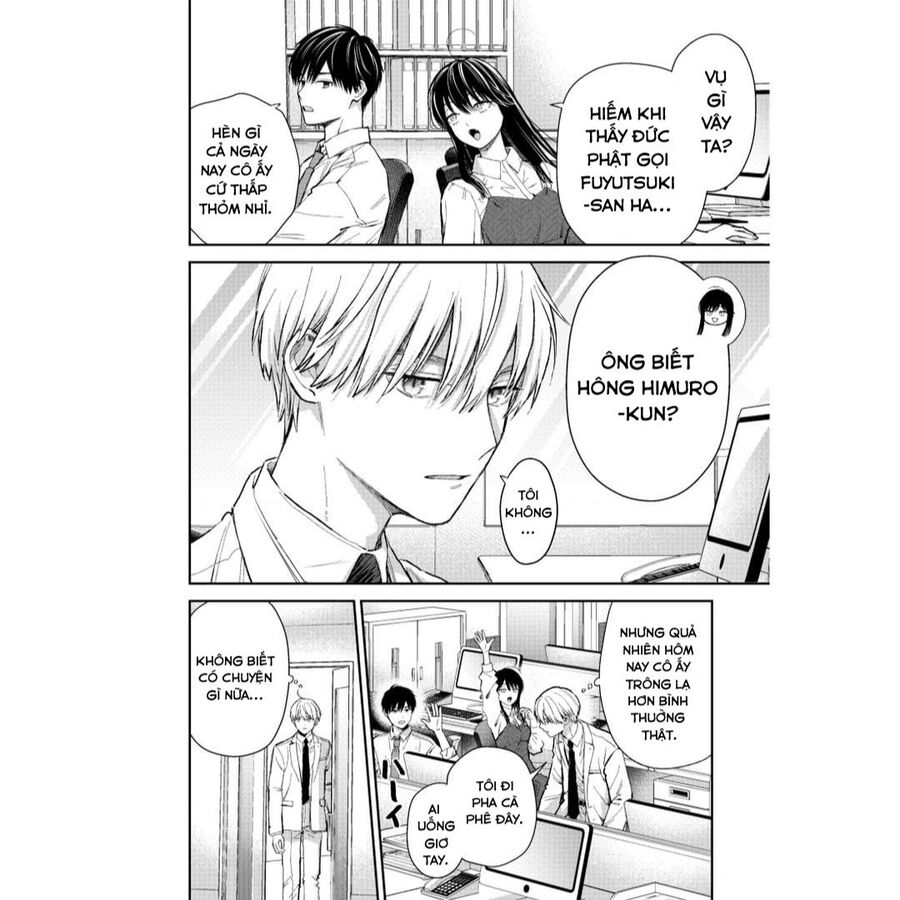 VỤ
GÌ
VẬY
TA?
HIẾM KHI
THẤY ĐỨC
PHẬT GỌI
FUYUTSUKI
-SAN HA...
HÈN GÌ
CẢ NGÀY
NAY CÔ ẤY
CỨ THẤP
THỎM NHỈ.
ÔNG BIẾT
HÔNG HIMURO
-KUN?
TÔI
KHÔNG
...
NHƯNG QUẢ
NHIÊN HÔM
NAY CÔ ẤY
TRÔNG LẠ
HƠN BÌNH
THƯỜNG
THẬT.
TÔI ĐI
PHA CÀ
PHÊ ĐÂY.
AI
UỐNG
GIƠ
TAY.
はーい
KHÔNG BIẾT
CÓ CHUYỆN
GÌ NỮA...